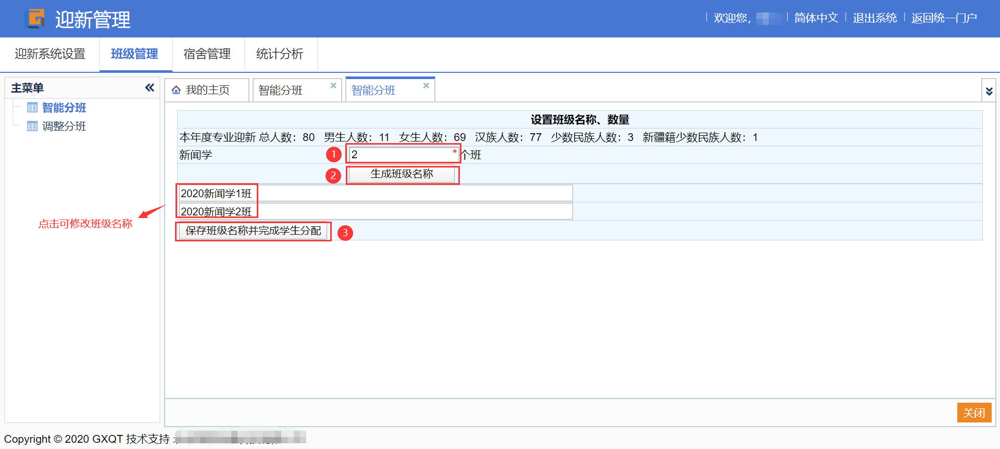 迎新管理
欢迎您, 简体中文 退出系统 返回统一门户
迎新系统设置 班级管理 宿舍管理 统计分析
主菜单
智能分班
调整分班
我的主页 智能分班 智能分班
设置班级名称、数量
本年度专业迎新 总人数：80 男生人数：11 女生人数：69 汉族人数：77 少数民族人数：3 新疆籍少数民族人数：1
新闻学 1 2 * 个班
2 生成班级名称
2020新闻学1班
2020新闻学2班
点击可修改班级名称
保存班级名称并完成学生分配 3
关闭
Copyright © 2020 GXQT 技术支持